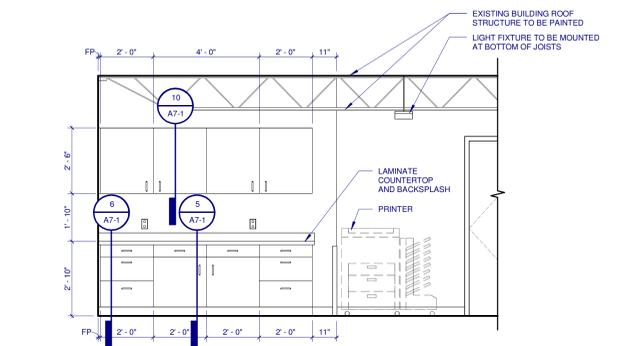 EXISTING BUILDING ROOF
STRUCTURE TO BE PAINTED
LIGHT FIXTURE TO BE MOUNTED
AT BOTTOM OF JOISTS
FP
2' - 0"
4' - 0"
2' - 0"
11"
10
A7-1
2' - 6"
LAMINATE
COUNTERTOP
AND BACKSPLASH
1' - 10"
6
A7-1
5
A7-1
PRINTER
2' - 10"
FP
2' - 0"
2' - 0"
2' - 0"
2' - 0"
11"